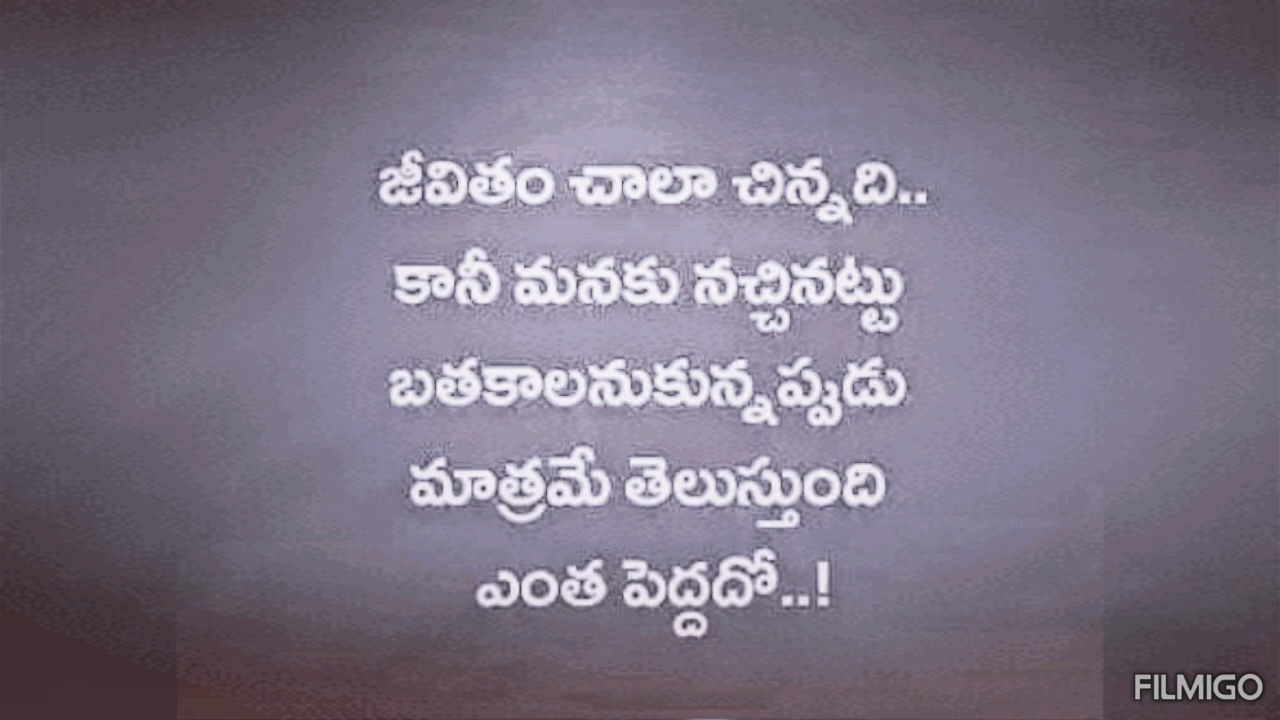 జీవితం చాలా చిన్నది..
కానీ మనకు నచ్చినట్టు
బతకాలనుకున్నప్పుడు
మాత్రమే తెలుస్తుంది
ఎంత పెద్దదో..!
FILMIGO